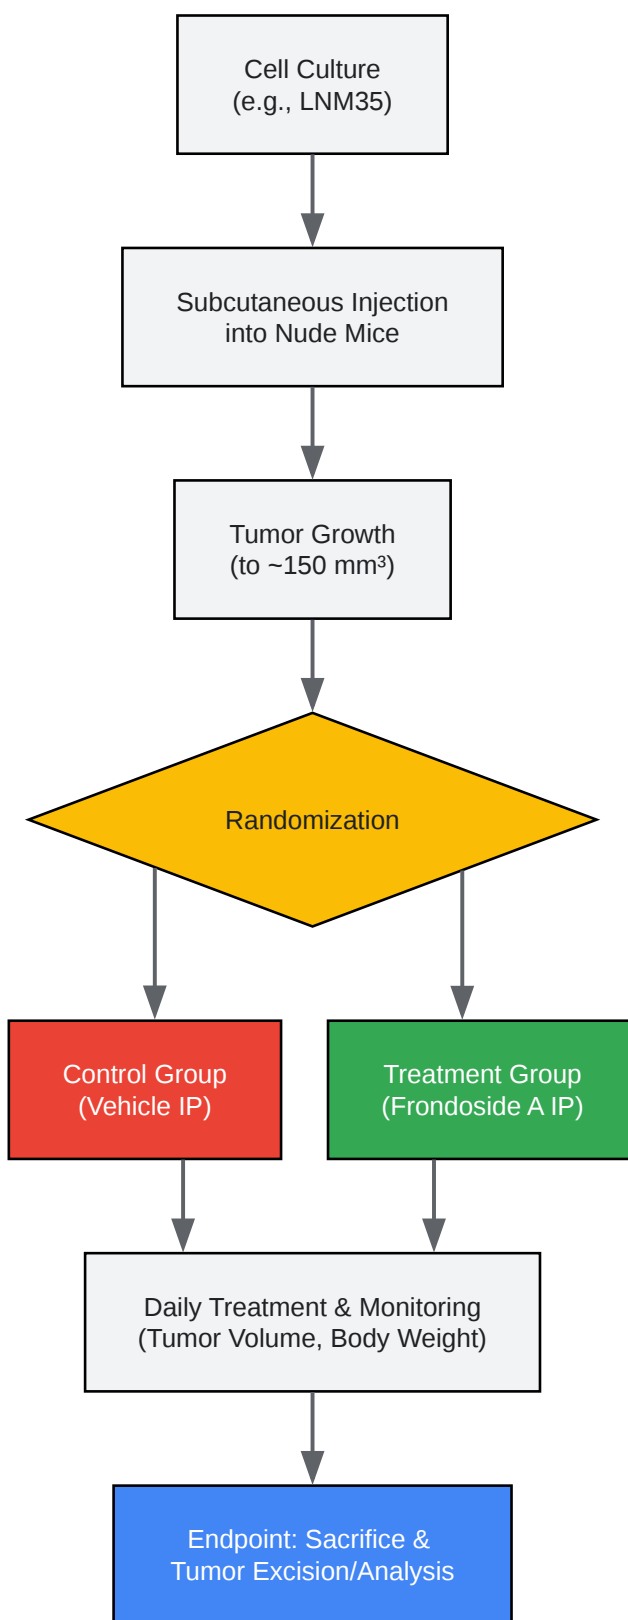 Cell Culture
(e.g., LNM35)
Subcutaneous Injection
into Nude Mice
Tumor Growth
(to ~150 mm³)
Randomization
Control Group
(Vehicle IP)
Treatment Group
(Frondoside A IP)
Daily Treatment & Monitoring
(Tumor Volume, Body Weight)
Endpoint: Sacrifice &
Tumor Excision/Analysis